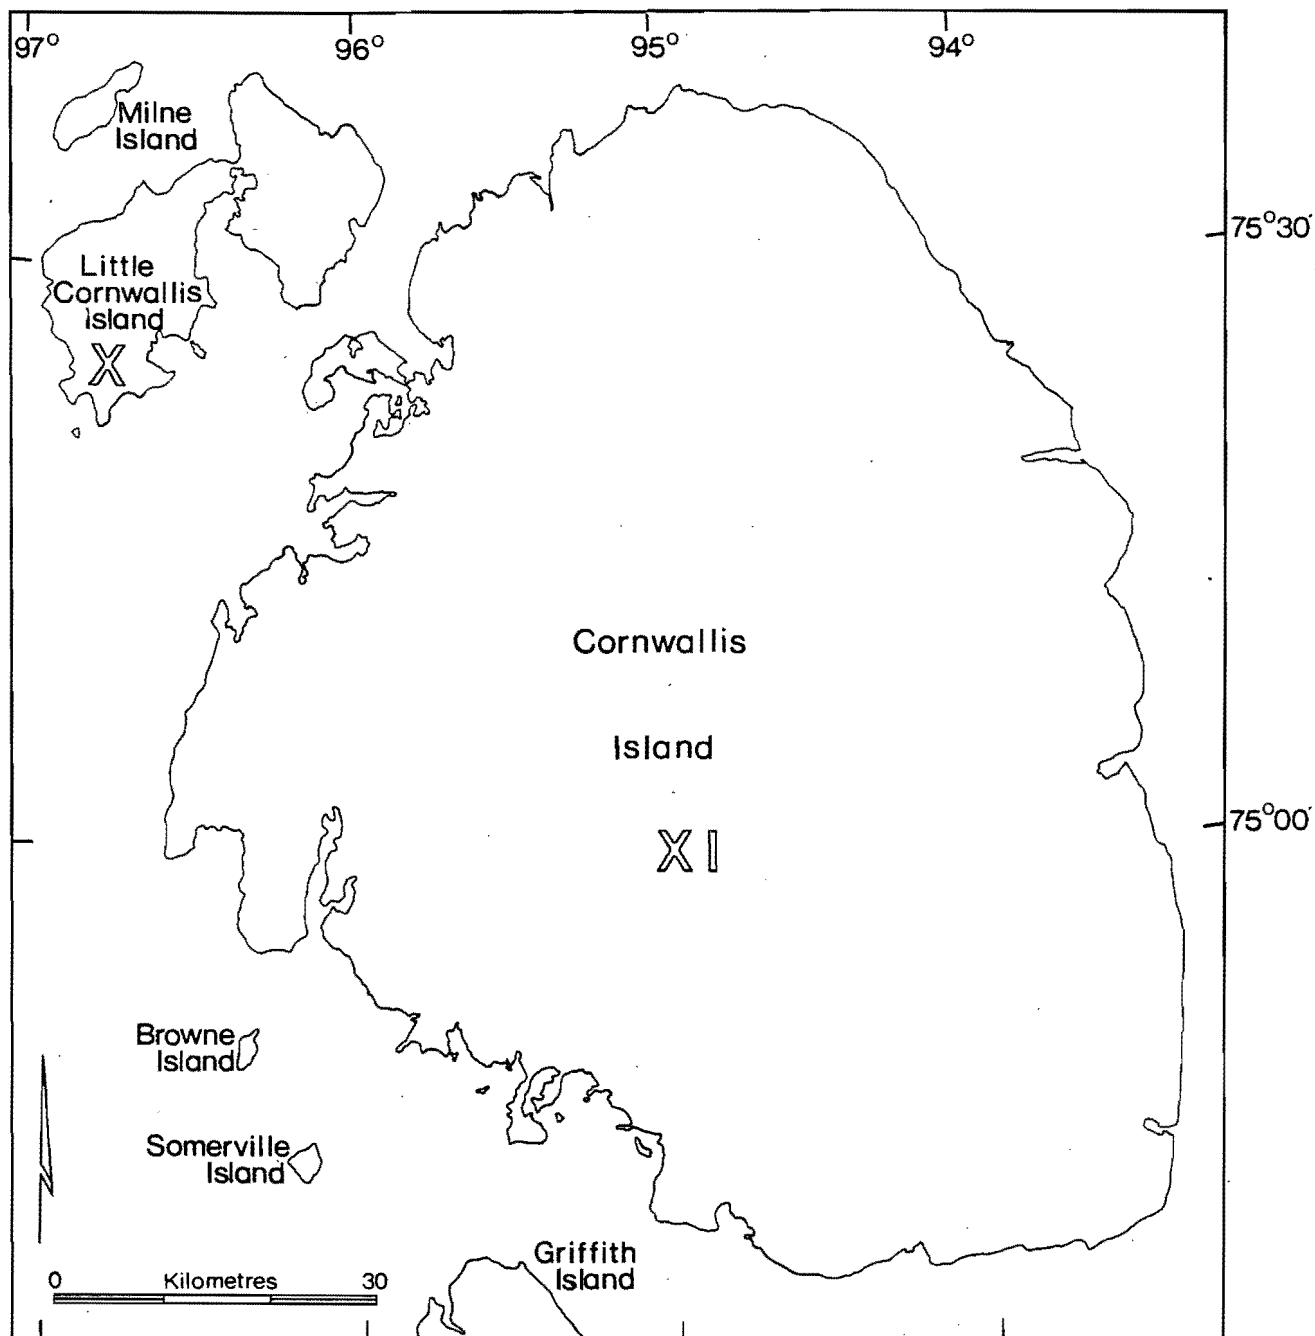 97° 96° 95° 94°
Milne
Island
75°30'
Little
Cornwallis
Island
X
Cornwallis
Island
75°00'
XI
Browne
Island
Somerville
Island
Griffith
Island
0 Kilometres 30